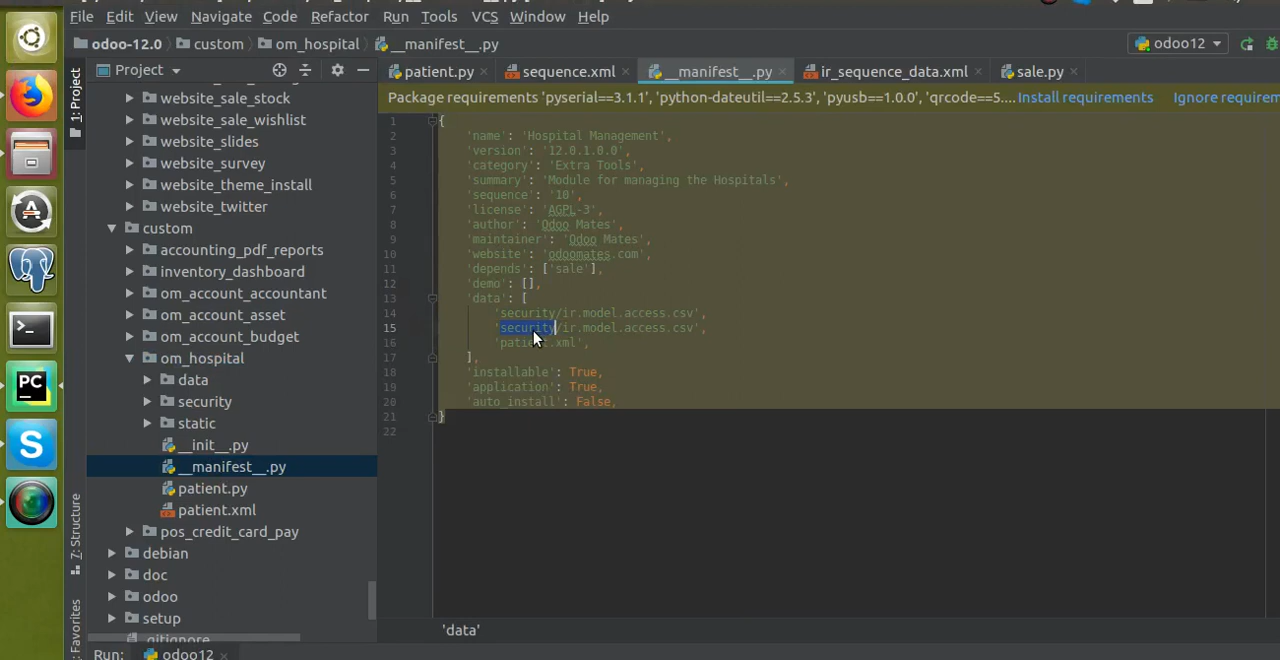 File Edit View Navigate Code Refactor Run Tools VCS Window Help
odoo-12.0 custom om_hospital __manifest__.py odoo12
Project patient.py sequence.xml __manifest__.py ir_sequence_data.xml sale.py
Package requirements 'pyserial==3.1.1', 'python-dateutil==2.5.3', 'pyusb==1.0.0', 'qrcode==5.... Install requirements Ignore requirem
1: Project
7: Structure
Favorites
website_sale_stock
website_sale_wishlist
website_slides
website_survey
website_theme_install
website_twitter
custom
accounting_pdf_reports
inventory_dashboard
om_account_accountant
om_account_asset
om_account_budget
om_hospital
data
security
static
__init__.py
__manifest__.py
patient.py
patient.xml
pos_credit_card_pay
debian
doc
odoo
setup
.gitignore
1 {
2 'name': 'Hospital Management',
3 'version': '12.0.1.0.0',
4 'category': 'Extra Tools',
5 'summary': 'Module for managing the Hospitals',
6 'sequence': '10',
7 'license': 'AGPL-3',
8 'author': 'Odoo Mates',
9 'maintainer': 'Odoo Mates',
10 'website': 'odoomates.com',
11 'depends': ['sale'],
12 'demo': [],
13 'data': [
14 'security/ir.model.access.csv',
15 'security/ir.model.access.csv',
16 'patient.xml',
17 ],
18 'installable': True,
19 'application': True,
20 'auto_install': False,
21 }
22
'data'
Run: odoo12